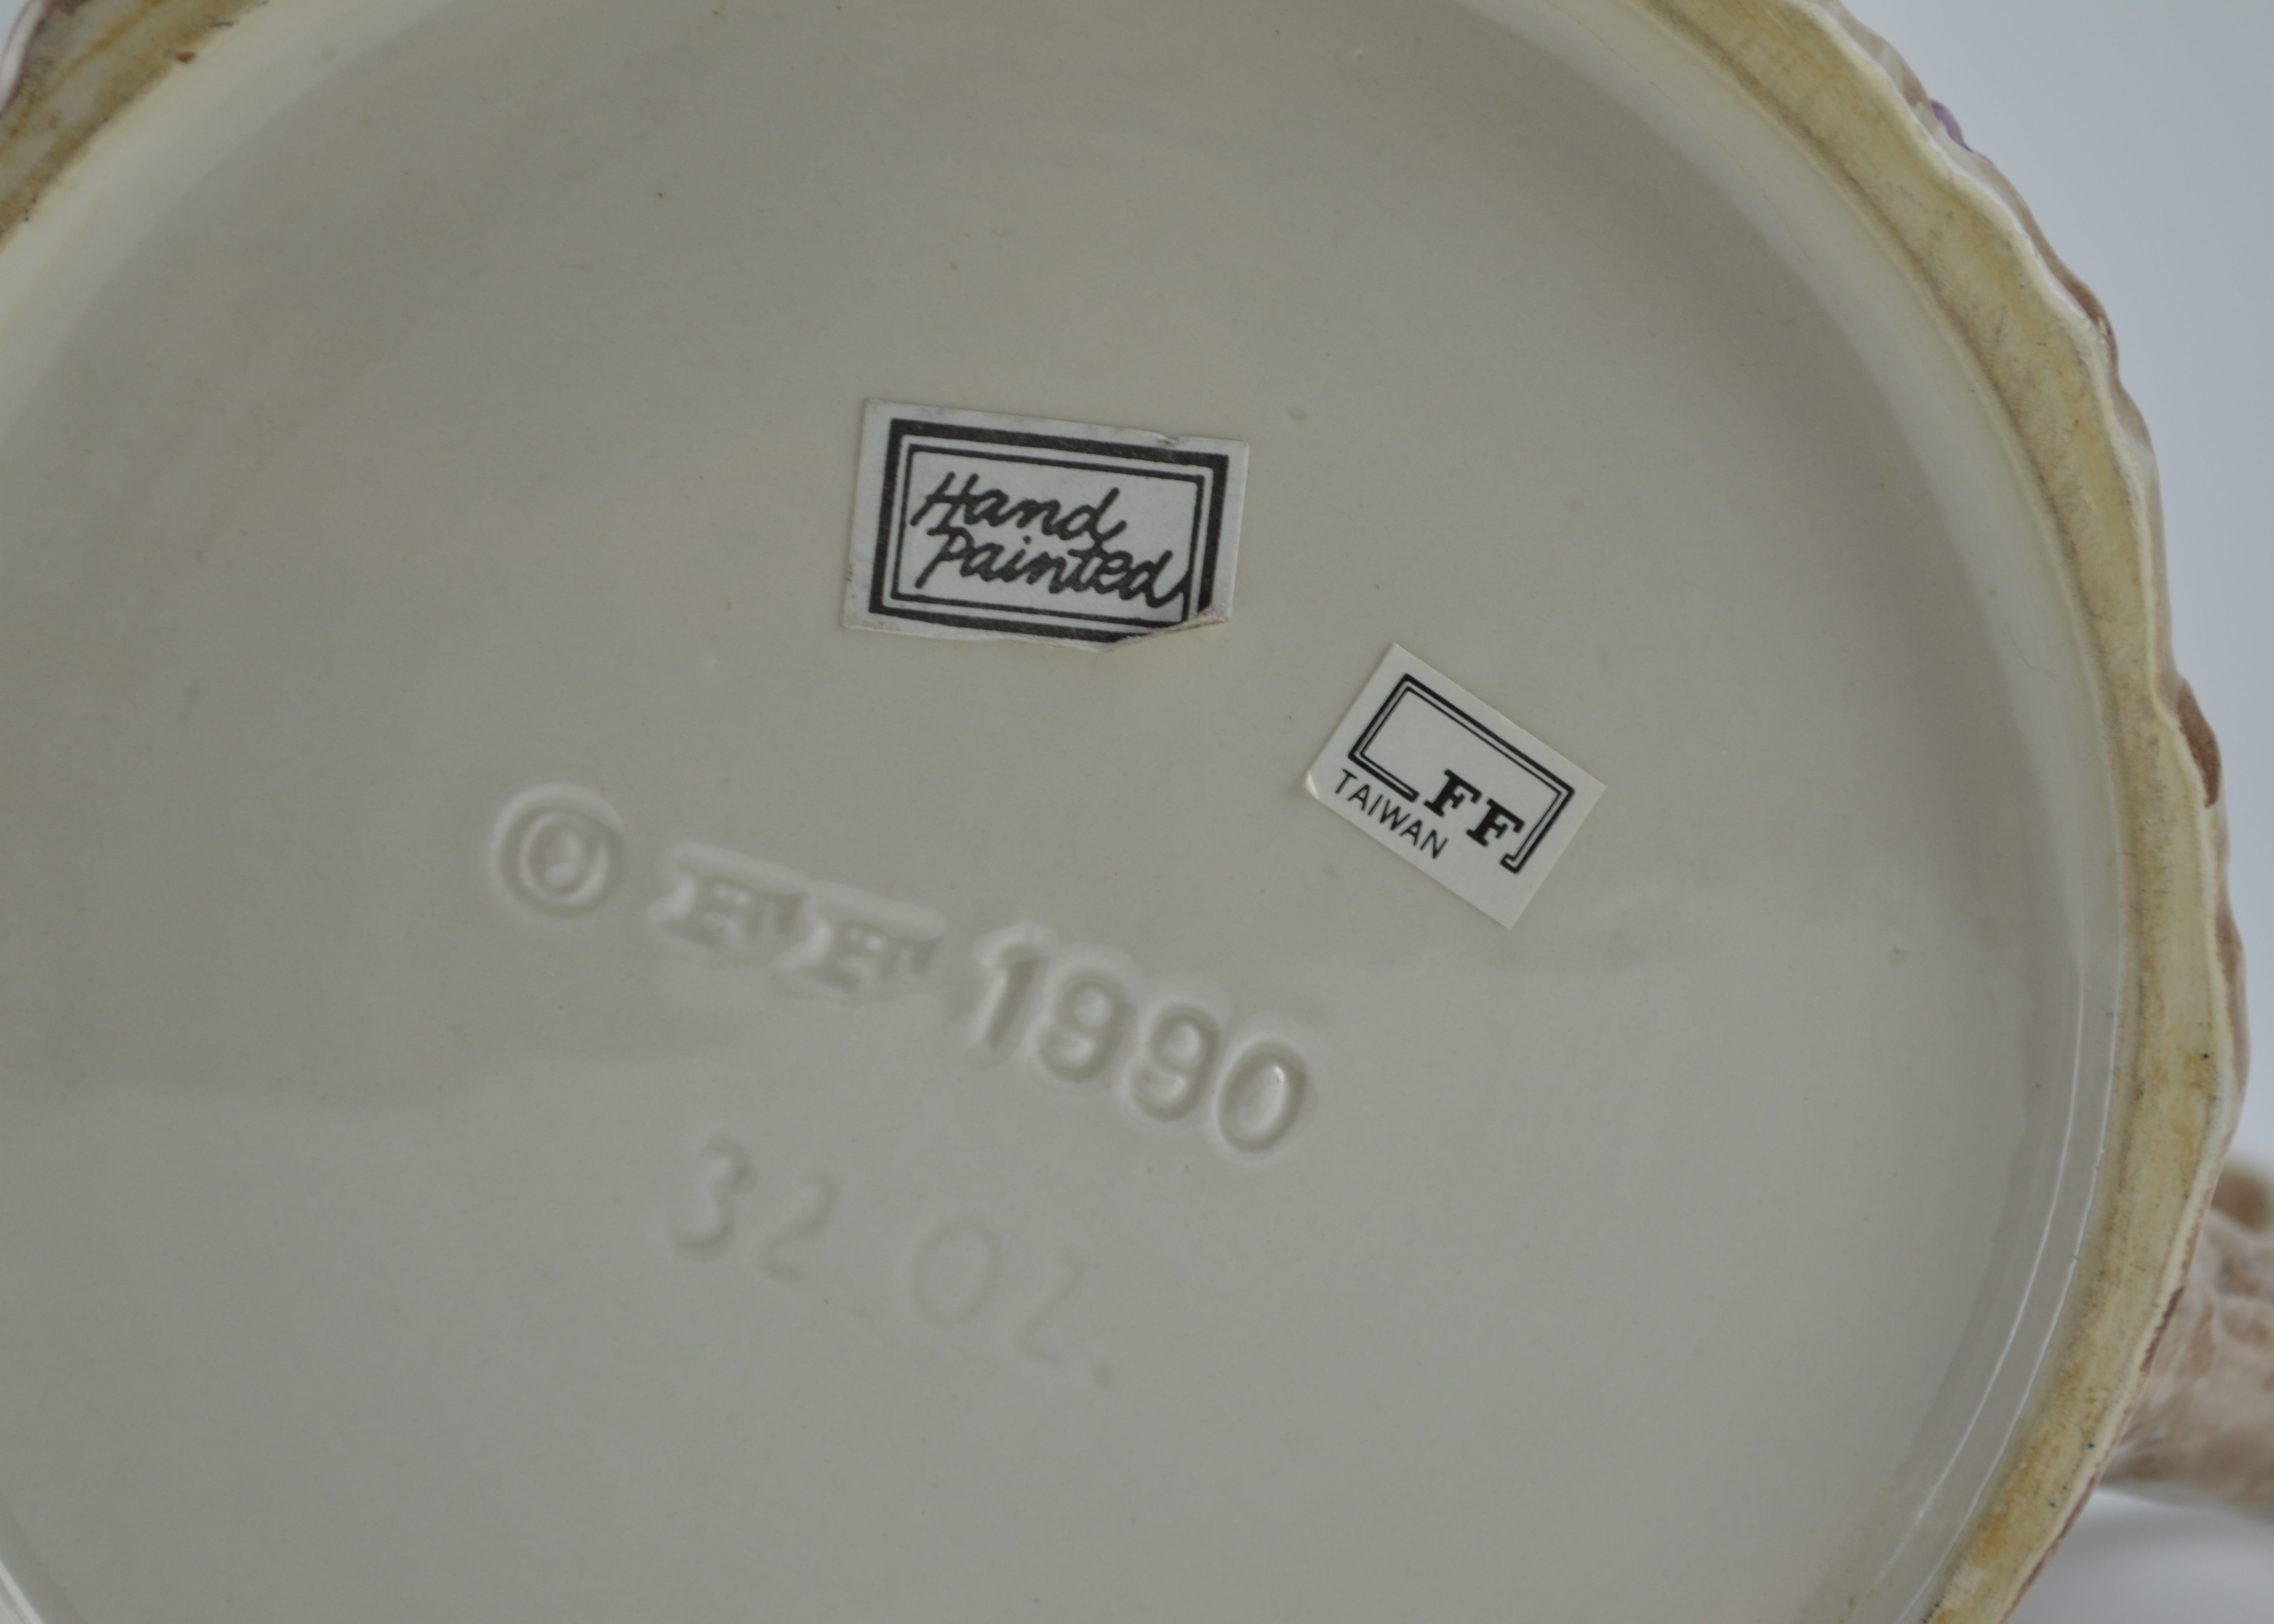 Hand
Painted
FF
TAIWAN
© FF 1990
32 OZ.